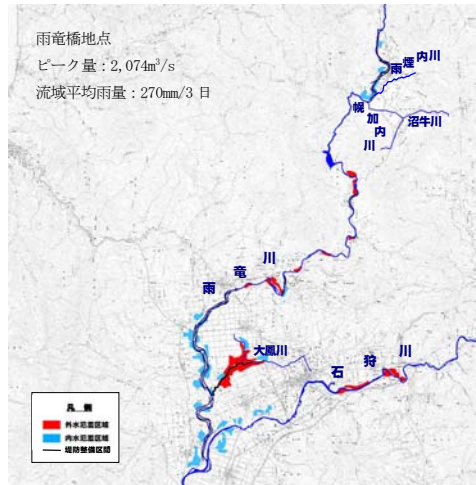 雨竜橋地点
ピーク量：2,074m³/s
流域平均雨量：270mm/3 日
雨煙内川
幌加内川
沼牛川
雨竜川
大鳳川
石狩川
凡 例
外水氾濫区域
内水氾濫区域
堤防整備区間